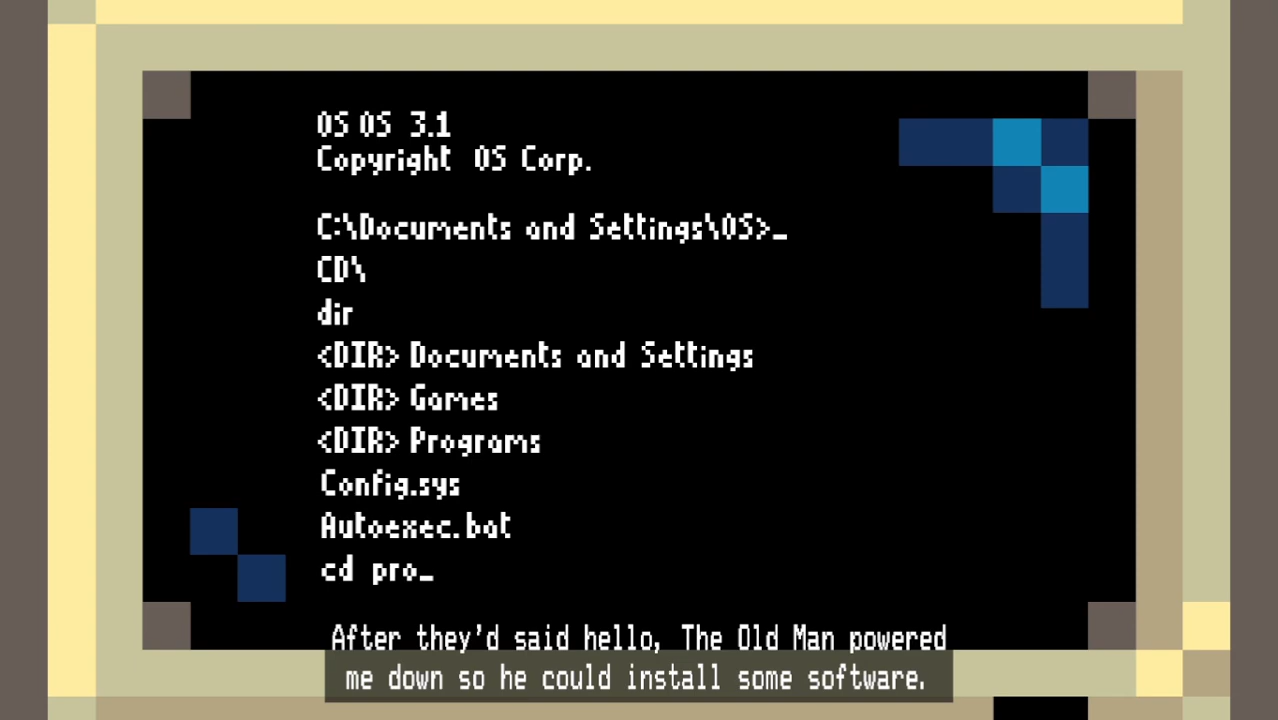 OS OS 3.1
Copyright OS Corp.
C:\Documents and Settings\OS>_
CD\
dir
<DIR> Documents and Settings
<DIR> Games
<DIR> Programs
Config.sys
Autoexec.bat
cd pro_
After they'd said hello, The Old Man powered
me down so he could install some software.